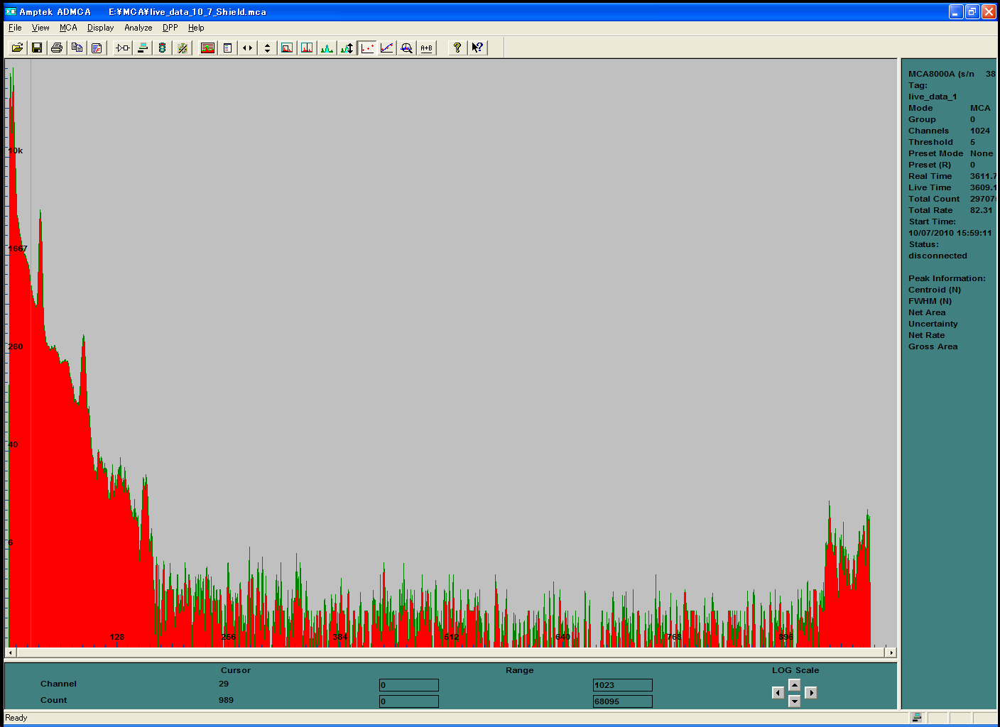 Amptek ADMCA E:¥MCA¥live_data_10_7_Shield.mca
File View MCA Display Analyze DPP Help
A+B
10k
1667
260
40
6
128 256 384 512 640 768 896
MCA8000A (s/n 38
Tag:
live_data_1
Mode MCA
Group 0
Channels 1024
Threshold 5
Preset Mode None
Preset (R) 0
Real Time 3611.7
Live Time 3609.1
Total Count 29707
Total Rate 82.31
Start Time:
10/07/2010 15:59:11
Status:
disconnected
Peak Information:
Centroid (N)
FWHM (N)
Net Area
Uncertainty
Net Rate
Gross Area
Cursor Range LOG Scale
Channel 29 0 1023
Count 989 0 68095
Ready